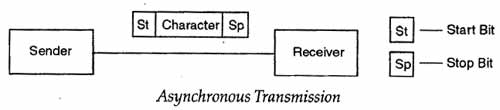 St Character Sp
Sender
Receiver
St Start Bit
Sp Stop Bit
Asynchronous Transmission